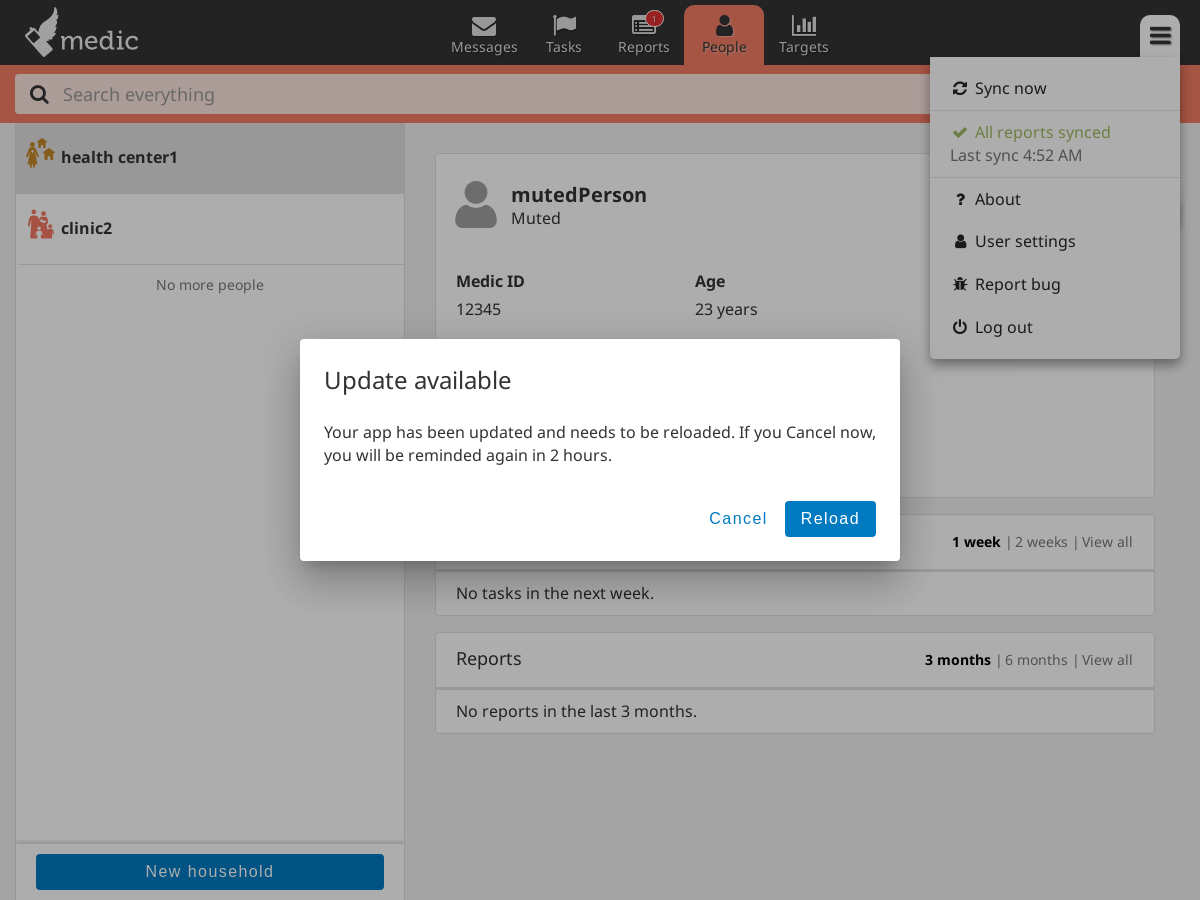 medic
Messages
Tasks
1
Reports
People
Targets
Search everything
Sync now
All reports synced
Last sync 4:52 AM
About
User settings
Report bug
Log out
health center1
clinic2
No more people
New household
mutedPerson
Muted
Medic ID
Age
12345
23 years
Update available
Your app has been updated and needs to be reloaded. If you Cancel now,
you will be reminded again in 2 hours.
Cancel
Reload
1 week | 2 weeks | View all
No tasks in the next week.
Reports
3 months | 6 months | View all
No reports in the last 3 months.